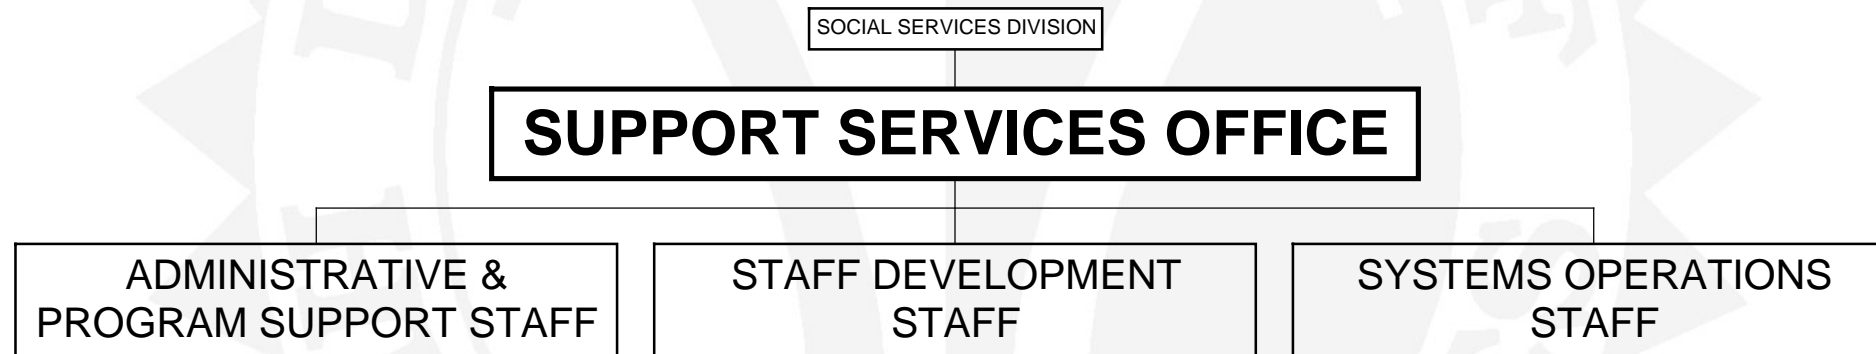 SOCIAL SERVICES DIVISION
SUPPORT SERVICES OFFICE
ADMINISTRATIVE &
PROGRAM SUPPORT STAFF
STAFF DEVELOPMENT
STAFF
SYSTEMS OPERATIONS
STAFF